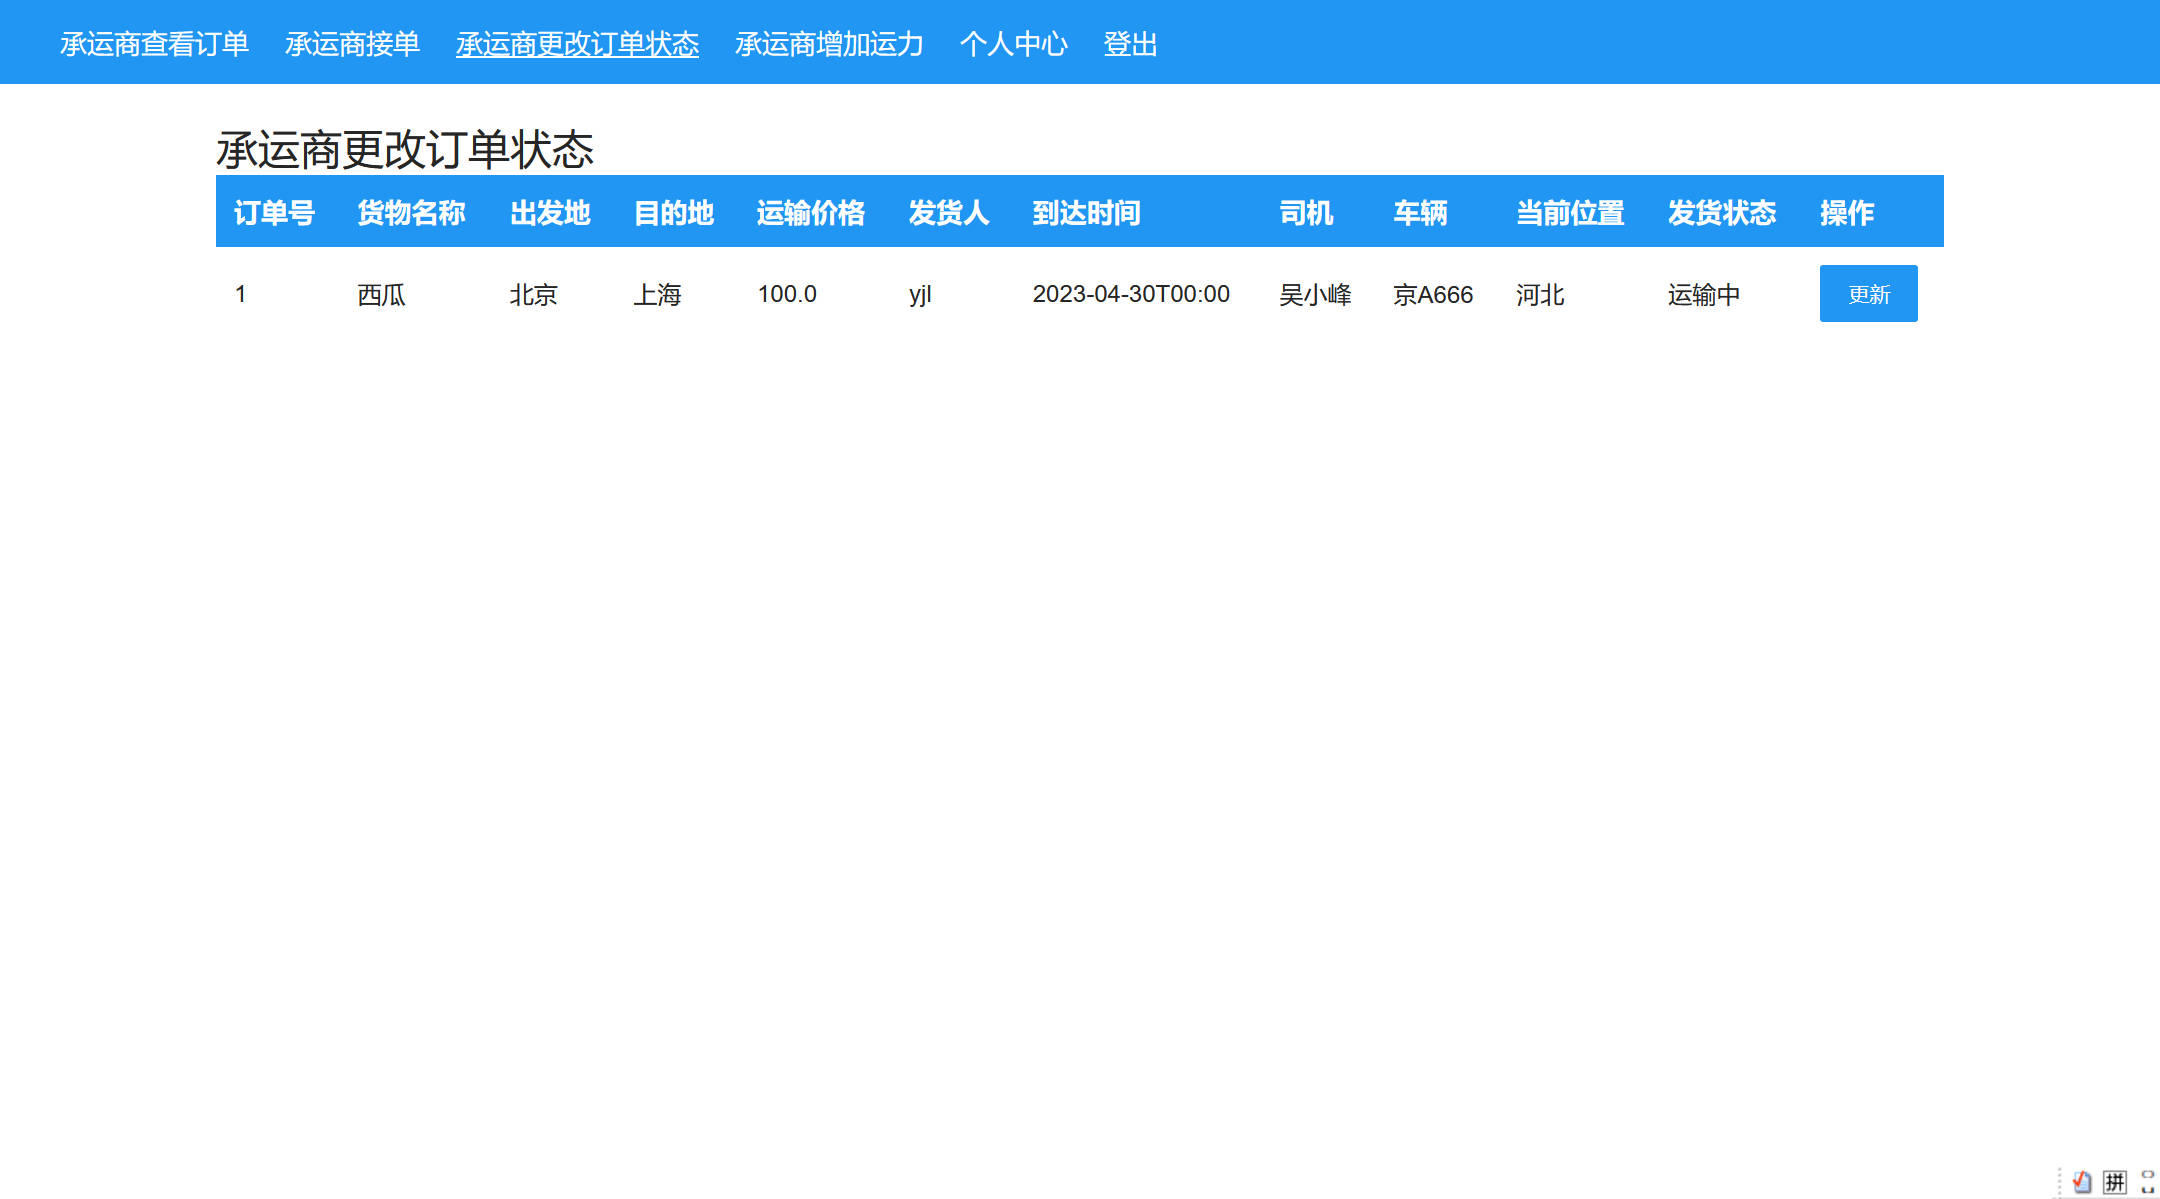 承运商查看订单 承运商接单 承运商更改订单状态 承运商增加运力 个人中心 登出
承运商更改订单状态
订单号 货物名称 出发地 目的地 运输价格 发货人 到达时间 司机 车辆 当前位置 发货状态 操作
1 西瓜 北京 上海 100.0 yjl 2023-04-30T00:00 吴小峰 京A666 河北 运输中 更新
拼